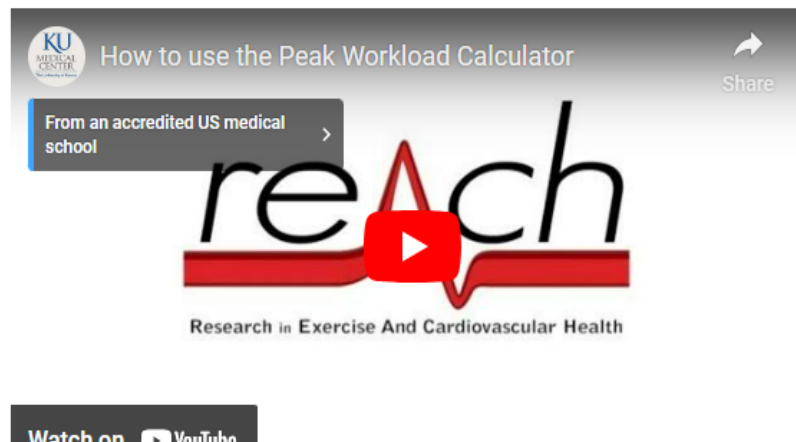 KU
MEDICAL
CENTER
How to use the Peak Workload Calculator
Share
From an accredited US medical
school
reach
Research in Exercise And Cardiovascular Health
Watch on YouTube